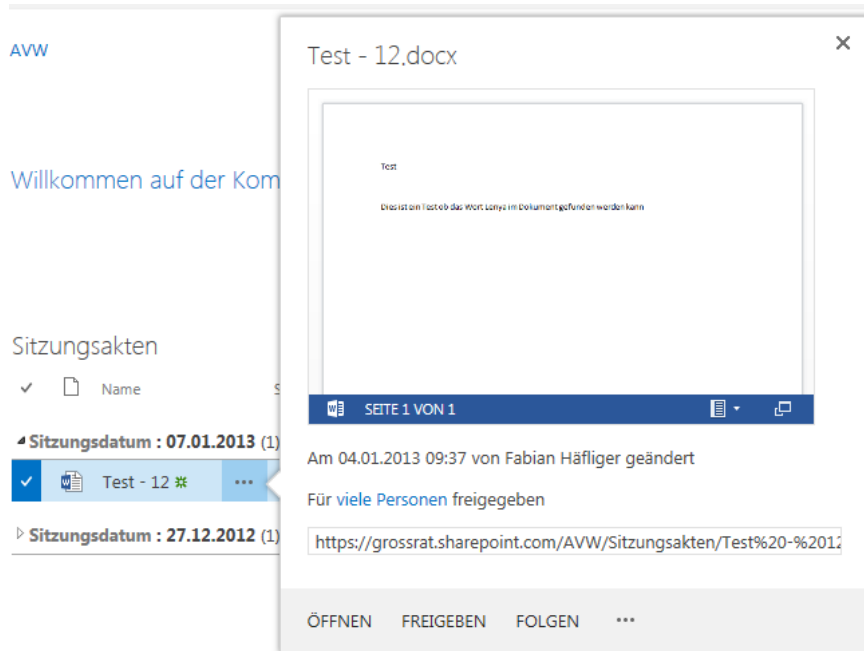 AVW
Willkommen auf der Kom
Sitzungsakten
Name
S
Sitzungsdatum : 07.01.2013 (1)
Test - 12
Sitzungsdatum : 27.12.2012 (1)
Test - 12.docx
Test
Dies ist ein Test ob das Wort Lenya im Dokument gefunden werden kann
SEITE 1 VON 1
Am 04.01.2013 09:37 von Fabian Häfliger geändert
Für viele Personen freigegeben
https://grossrat.sharepoint.com/AVW/Sitzungsakten/Test%20-%2012
ÖFFNEN FREIGEBEN FOLGEN ...